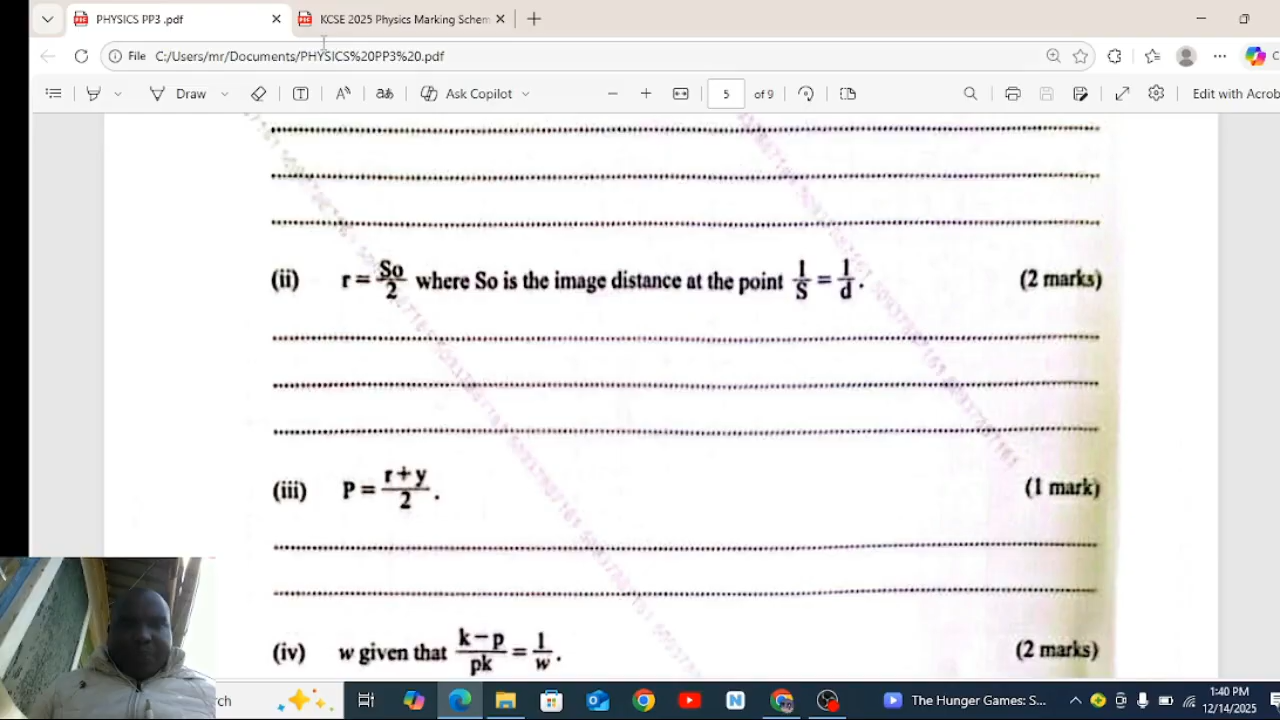 PHYSICS PP3 .pdf
KCSE 2025 Physics Marking Schem
File C:/Users/mr/Documents/PHYSICS%20PP3%20.pdf
Draw
Ask Copilot
5 of 9
Edit with Acrob
(ii) r = So/2 where So is the image distance at the point 1/S = 1/d. (2 marks)
(iii) P = r+y/2. (1 mark)
(iv) w given that k-p/pk = 1/w. (2 marks)
rch
The Hunger Games: S...
1:40 PM
12/14/2025